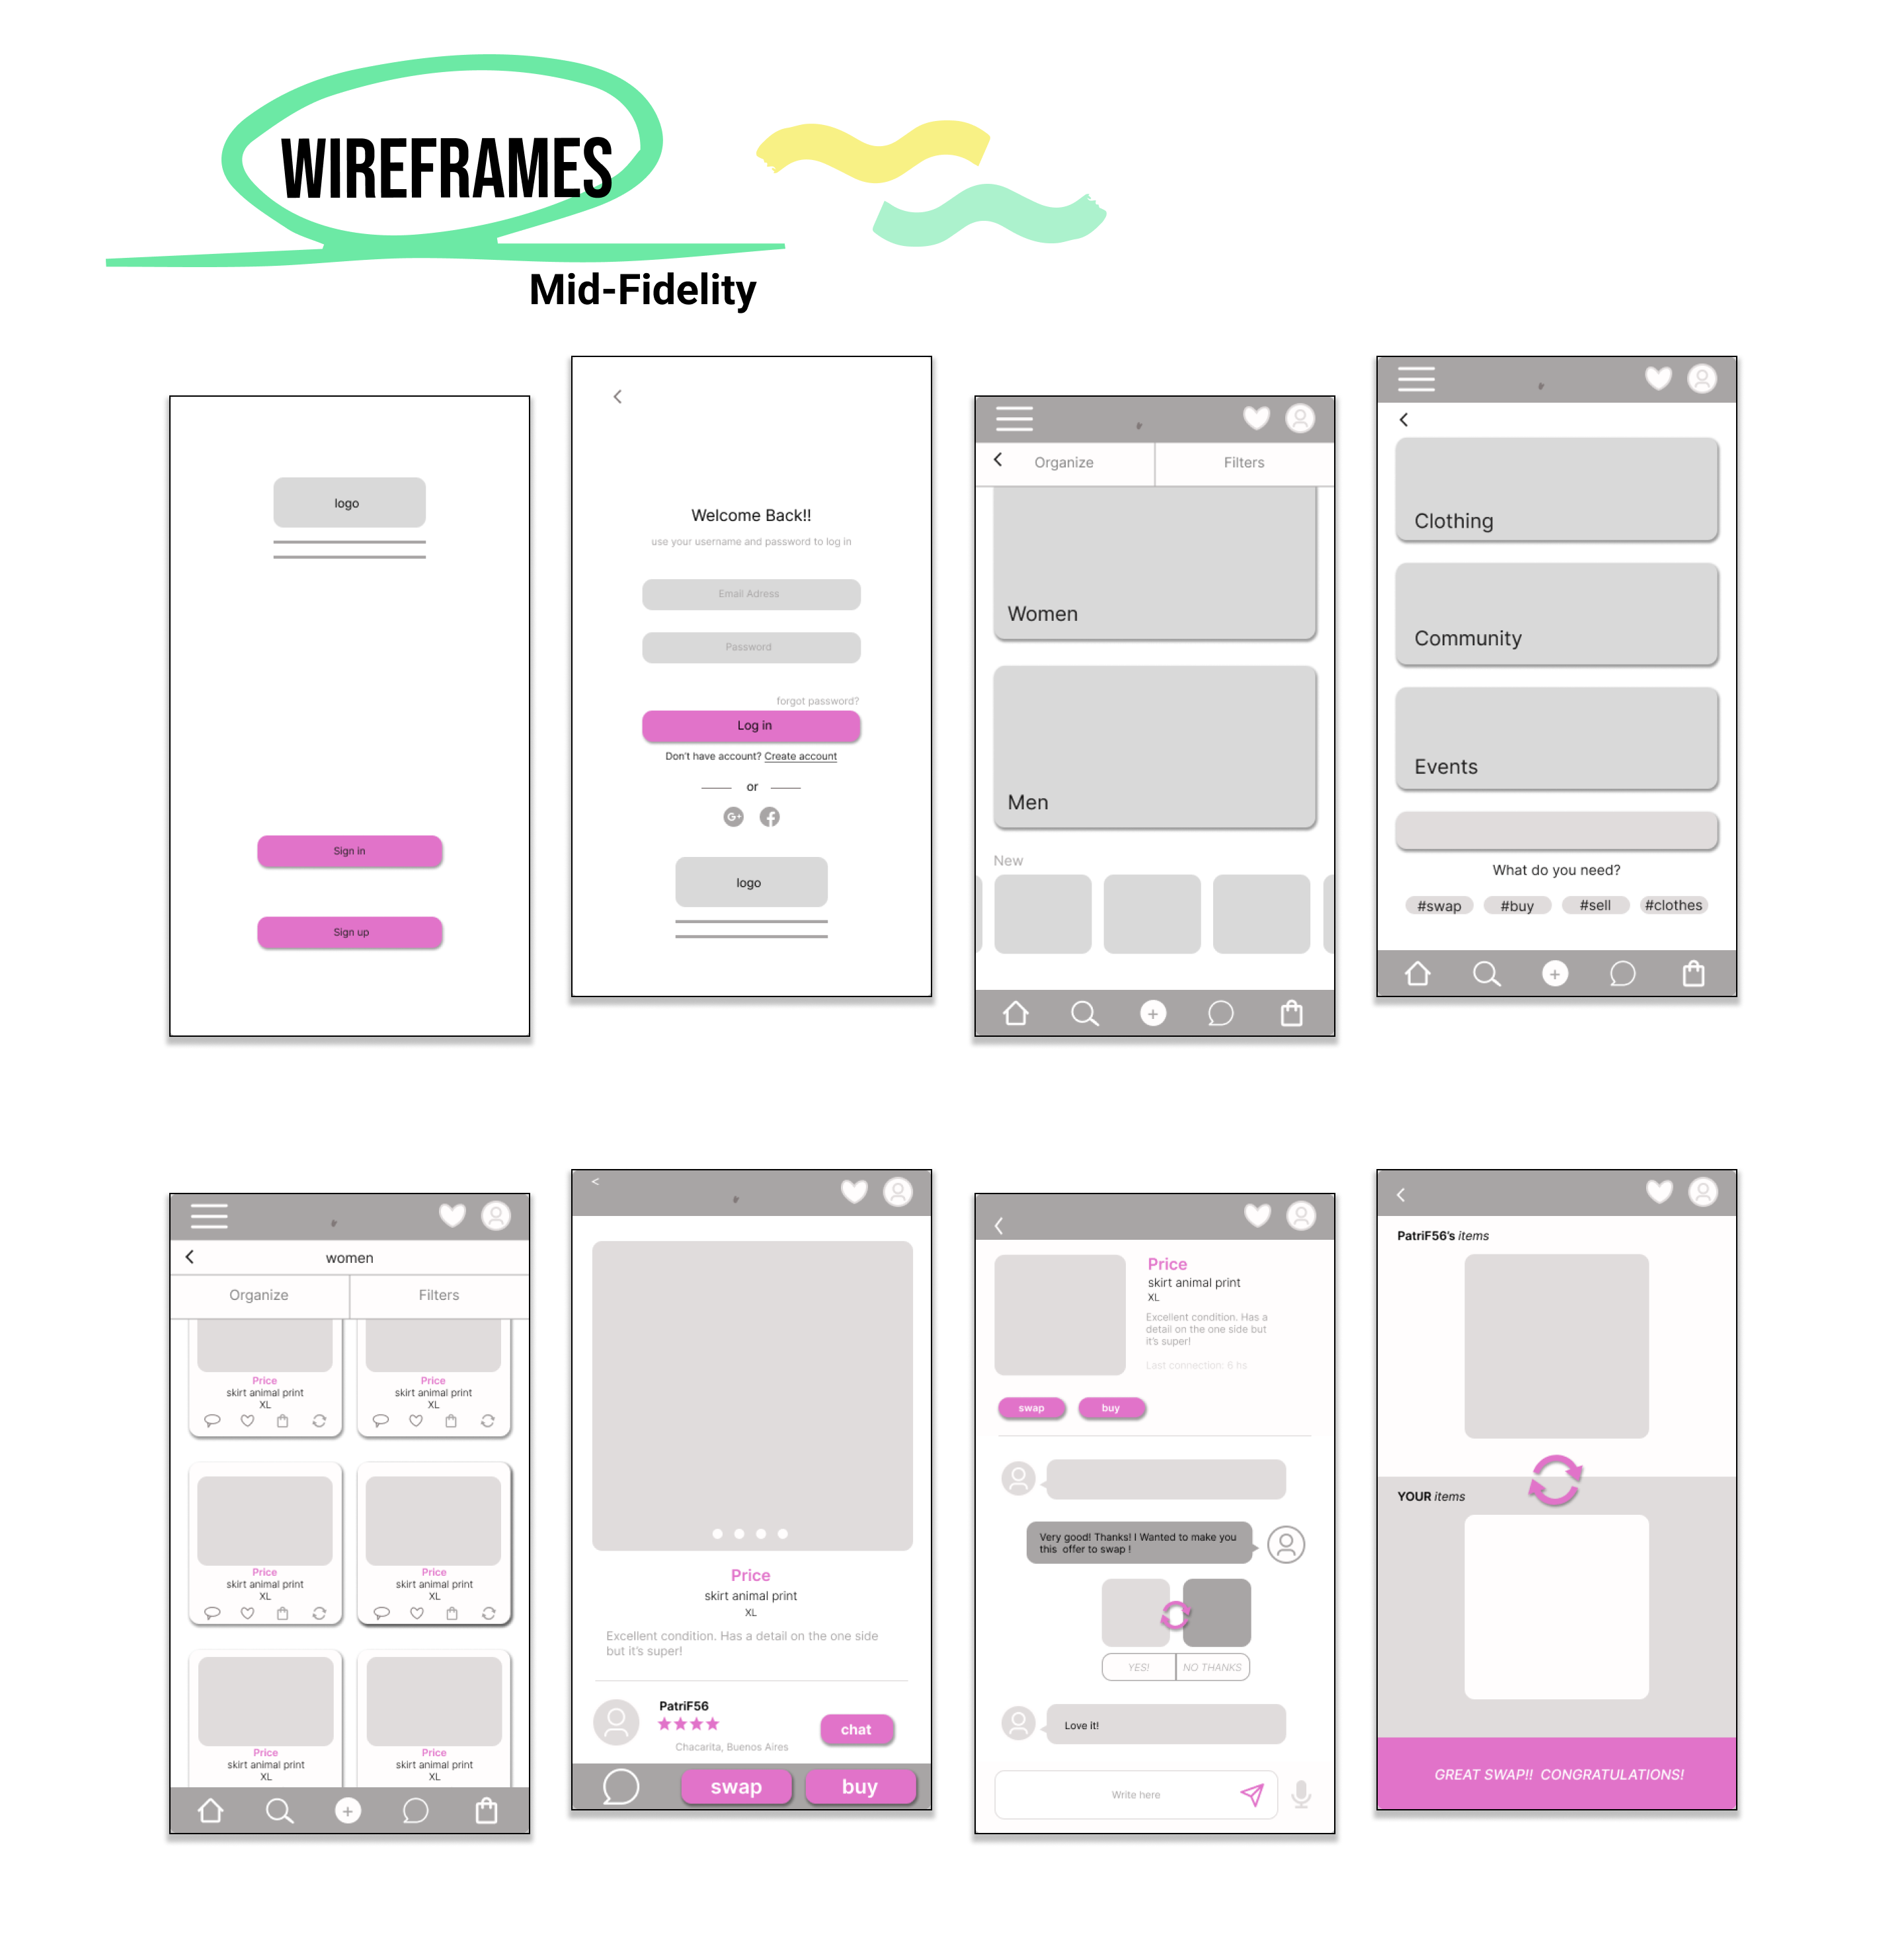 WIREFRAMES
Mid-Fidelity
logo
Sign in
Sign up
Welcome Back!!
use your username and password to log in
Email Adress
Password
forgot password?
Log in
Don't have account? Create account
or
G+
logo
Organize
Filters
Women
Men
New
Clothing
Community
Events
What do you need?
#swap
#buy
#sell
#clothes
women
Organize
Filters
Price
skirt animal print
XL
Price
skirt animal print
XL
Price
skirt animal print
XL
Price
skirt animal print
XL
Price
skirt animal print
XL
Price
skirt animal print
XL
Price
skirt animal print
XL
Excellent condition. Has a detail on the one side
but it's super!
PatriF56
Chacarita, Buenos Aires
chat
swap
buy
Price
skirt animal print
XL
Excellent condition. Has a
detail on the one side but
it's super!
Last connection: 6 hs
swap
buy
Very good! Thanks! I Wanted to make you
this offer to swap !
YES!
NO THANKS
Love it!
Write here
PatriF56's items
YOUR items
GREAT SWAP!! CONGRATULATIONS!